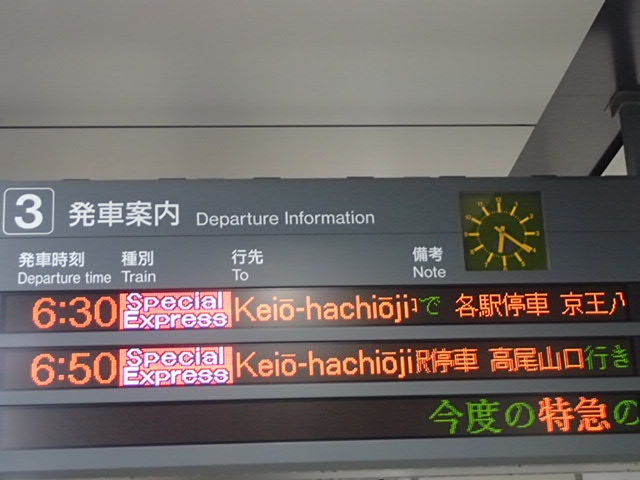 3 発車案内 Departure Information
発車時刻 種別 行先 備考
Departure time Train To Note
6:30 Special Express Keiō-hachiōji で 各駅停車 京王八
6:50 Special Express Keiō-hachiōji 停車 高尾山口行き
今度の特急の